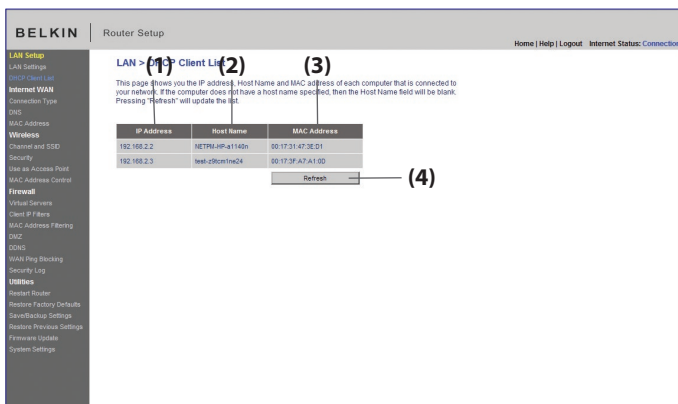 BELKIN
Router Setup
Home | Help | Logout Internet Status: Connection
LAN Setup
LAN Settings
DHCP Client List
Internet WAN
Connection Type
DNS
MAC Address
Wireless
Channel and SSID
Security
Use as Access Point
MAC Address Control
Firewall
Virtual Servers
Client IP Filters
MAC Address Filtering
DMZ
DDNS
WAN Ping Blocking
Security Log
Utilities
Restart Router
Restore Factory Defaults
Save/Backup Settings
Restore Previous Settings
Firmware Update
System Settings
LAN > DHCP Client List
(1) (2) (3)
This page shows you the IP address, Host Name and MAC address of each computer that is connected to
your network. If the computer does not have a host name specified, then the Host Name field will be blank.
Pressing "Refresh" will update the list.
IP Address Host Name MAC Address
192.168.2.2 NETPM-HP-a1140n 00:17:31:47:3E:D1
192.168.2.3 test-z9tcm1ne24 00:17:3F:A7:A1:0D
Refresh (4)